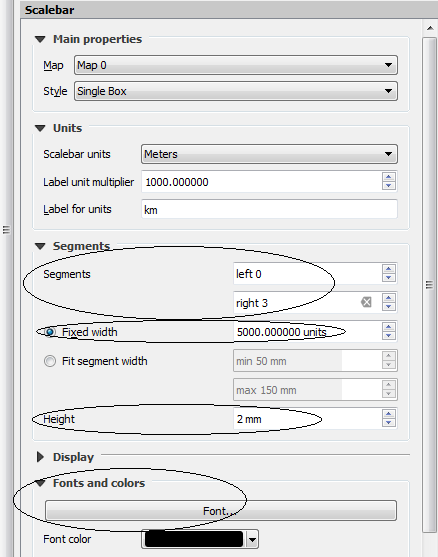 Scalebar
Main properties
Map Map 0
Style Single Box
Units
Scalebar units Meters
Label unit multiplier 1000.000000
Label for units km
Segments
Segments left 0
right 3
Fixed width 5000.000000 units
Fit segment width min 50 mm
max 150 mm
Height 2 mm
Display
Fonts and colors
Font...
Font color